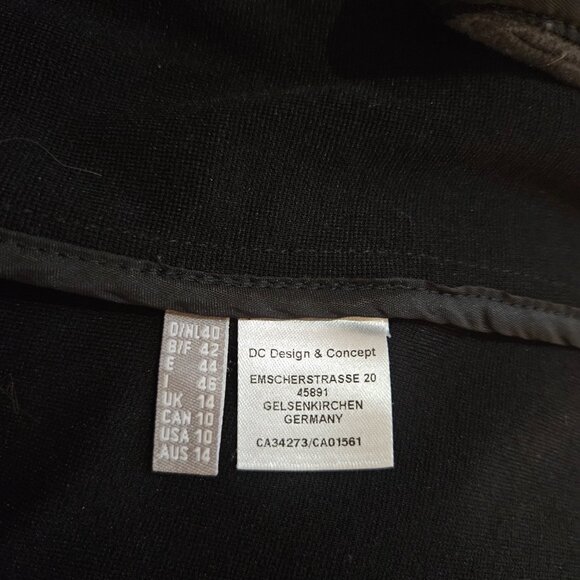 D/NL 40
B/F 42
E 44
I 46
UK 14
CAN 10
USA 10
AUS 14
DC Design & Concept
EMSCHERSTRASSE 20
45891
GELSENKIRCHEN
GERMANY
CA34273/CA01561